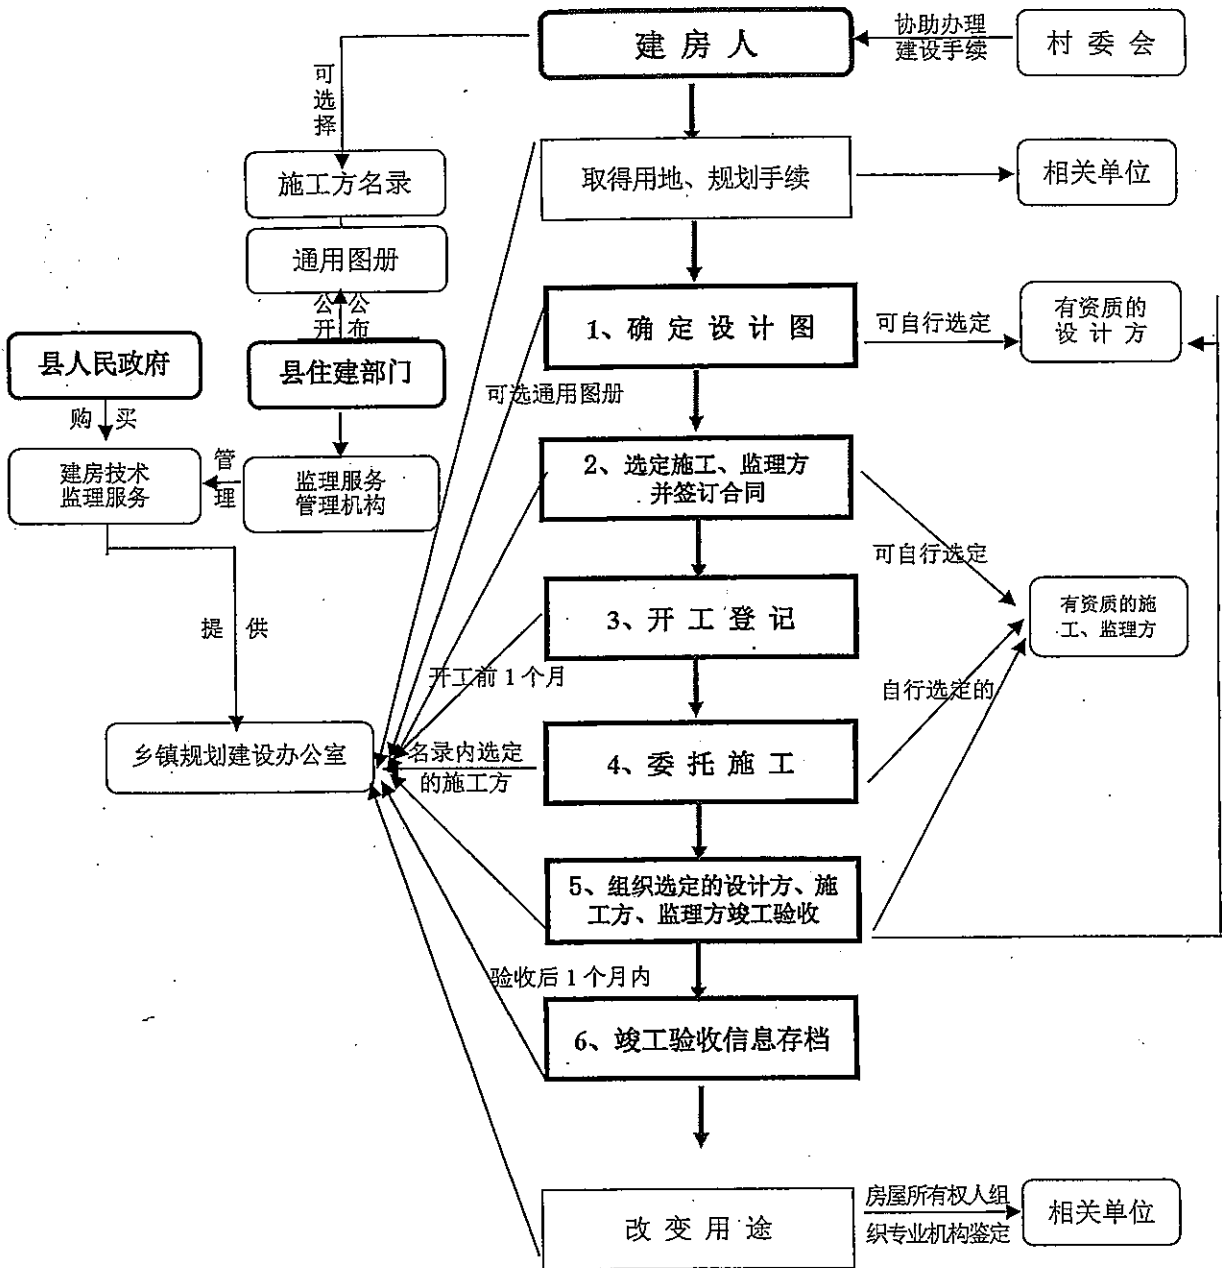 建房人
协助办理
建设手续
村委会
可选择
施工方名录
取得用地、规划手续
相关单位
通用图册
公开
公布
1、确定设计图
可自行选定
有资质的
设计方
县人民政府
县住建部门
可选通用图册
购买
建房技术
监理服务
管理
监理服务
管理机构
2、选定施工、监理方
并签订合同
可自行选定
提供
3、开工登记
有资质的施
工、监理方
开工前1个月
自行选定的
乡镇规划建设办公室
名录内选定
的施工方
4、委托施工
5、组织选定的设计方、施
工方、监理方竣工验收
验收后1个月内
6、竣工验收信息存档
改变用途
房屋所有权人组
织专业机构鉴定
相关单位